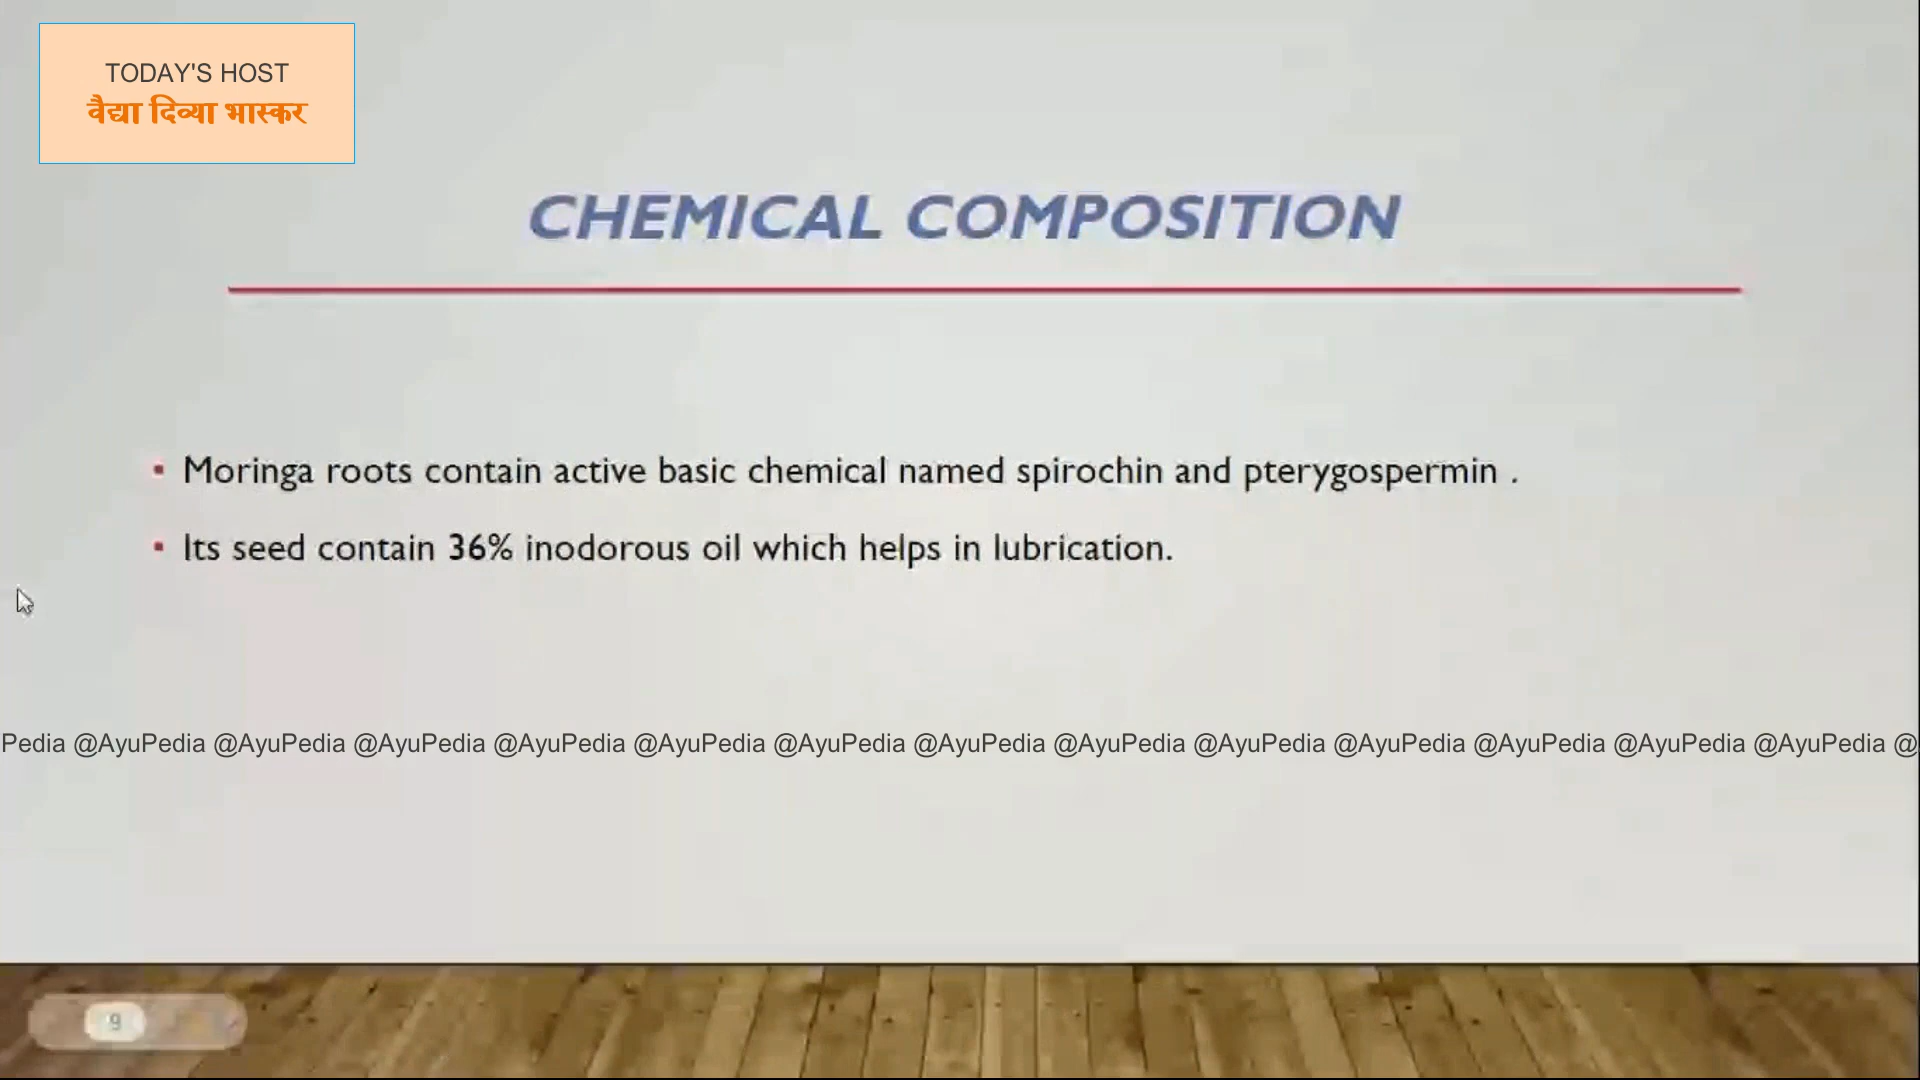 TODAY'S HOST
वैद्या दिव्या भास्कर
CHEMICAL COMPOSITION
▪ Moringa roots contain active basic chemical named spirochin and pterygospermin .
▪ Its seed contain 36% inodorous oil which helps in lubrication.
Pedia @AyuPedia @AyuPedia @AyuPedia @AyuPedia @AyuPedia @AyuPedia @AyuPedia @AyuPedia @AyuPedia @AyuPedia @AyuPedia @AyuPedia @AyuPedia @
9